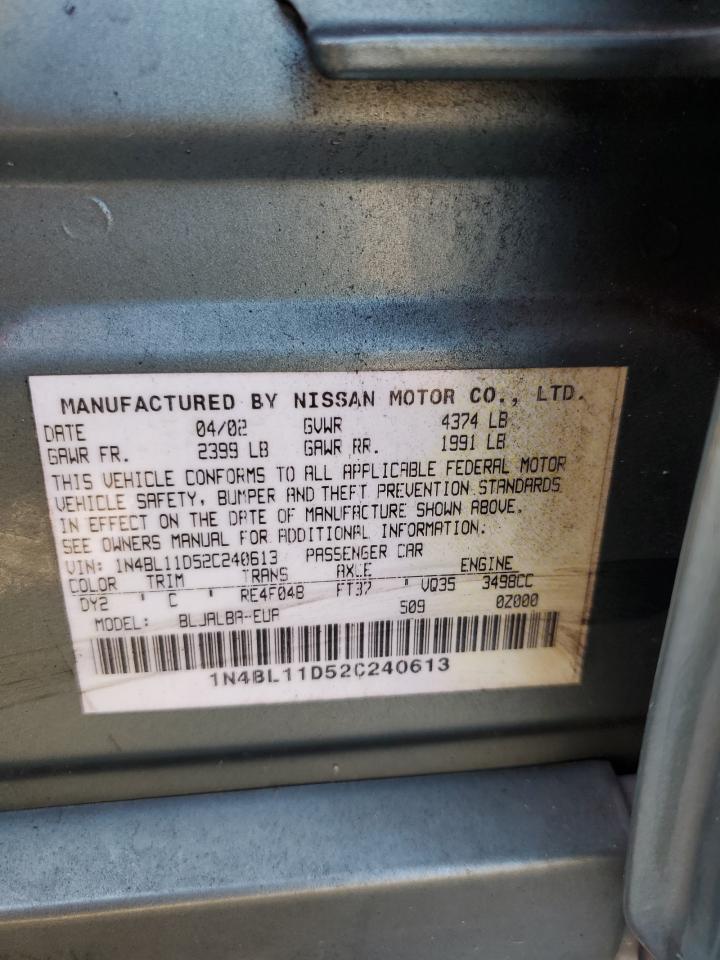 MANUFACTURED BY NISSAN MOTOR CO., LTD.
DATE 04/02 GVWR 4374 LB
GAWR FR. 2399 LB GAWR RR. 1991 LB
THIS VEHICLE CONFORMS TO ALL APPLICABLE FEDERAL MOTOR
VEHICLE SAFETY, BUMPER AND THEFT PREVENTION STANDARDS
IN EFFECT ON THE DATE OF MANUFACTURE SHOWN ABOVE.
SEE OWNERS MANUAL FOR ADDITIONAL INFORMATION.
VIN: 1N4BL11D52C240613 PASSENGER CAR
COLOR TRIM TRANS AXLE ENGINE
DY2 ' C ' RE4F04B FT37 ' VQ35 3498CC
MODEL: BLJALBA-EUA 509 0Z000
1N4BL11D52C240613